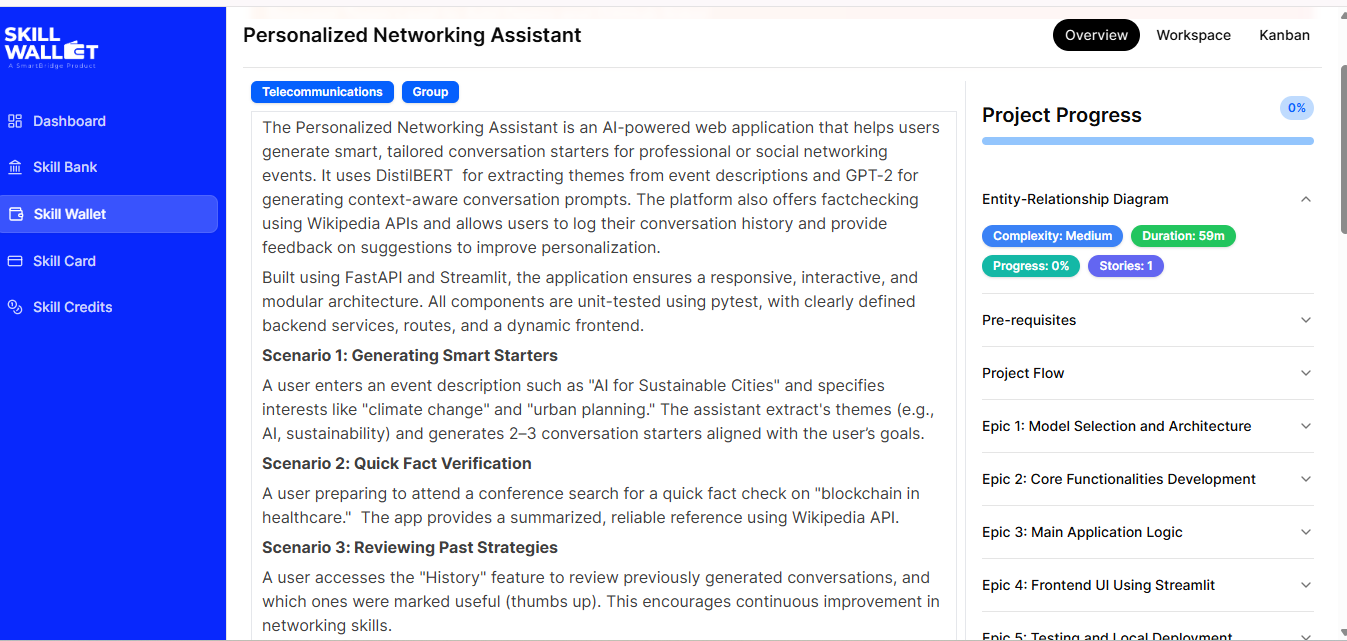 SKILL
WALLET
A SmartBridge Product
Dashboard
Skill Bank
Skill Wallet
Skill Card
Skill Credits
Personalized Networking Assistant
Overview
Workspace
Kanban
Telecommunications
Group
The Personalized Networking Assistant is an AI-powered web application that helps users
generate smart, tailored conversation starters for professional or social networking
events. It uses DistilBERT  for extracting themes from event descriptions and GPT-2 for
generating context-aware conversation prompts. The platform also offers factchecking
using Wikipedia APIs and allows users to log their conversation history and provide
feedback on suggestions to improve personalization.
Built using FastAPI and Streamlit, the application ensures a responsive, interactive, and
modular architecture. All components are unit-tested using pytest, with clearly defined
backend services, routes, and a dynamic frontend.
Scenario 1: Generating Smart Starters
A user enters an event description such as "AI for Sustainable Cities" and specifies
interests like "climate change" and "urban planning." The assistant extract's themes (e.g.,
AI, sustainability) and generates 2–3 conversation starters aligned with the user’s goals.
Scenario 2: Quick Fact Verification
A user preparing to attend a conference search for a quick fact check on "blockchain in
healthcare."  The app provides a summarized, reliable reference using Wikipedia API.
Scenario 3: Reviewing Past Strategies
A user accesses the "History" feature to review previously generated conversations, and
which ones were marked useful (thumbs up). This encourages continuous improvement in
networking skills.
Project Progress
0%
Entity-Relationship Diagram
Complexity: Medium
Duration: 59m
Progress: 0%
Stories: 1
Pre-requisites
Project Flow
Epic 1: Model Selection and Architecture
Epic 2: Core Functionalities Development
Epic 3: Main Application Logic
Epic 4: Frontend UI Using Streamlit
Epic 5: Testing and Local Deployment